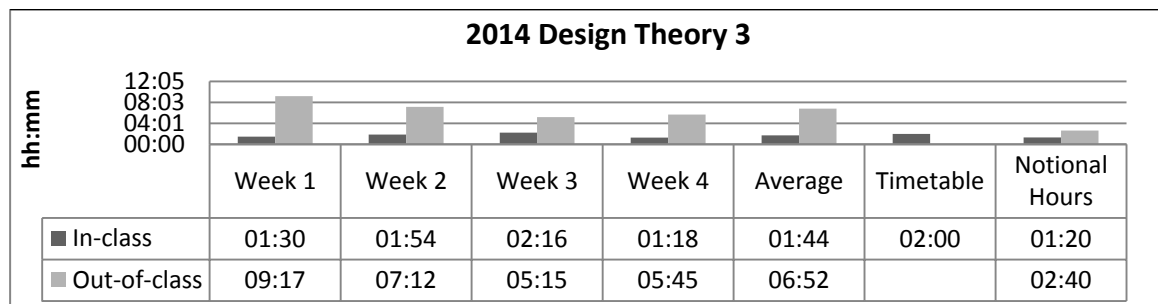 2014 Design Theory 3
hh:mm
12:05
08:03
04:01
00:00
Week 1 Week 2 Week 3 Week 4 Average Timetable Notional Hours
In-class 01:30 01:54 02:16 01:18 01:44 02:00 01:20
Out-of-class 09:17 07:12 05:15 05:45 06:52 02:40